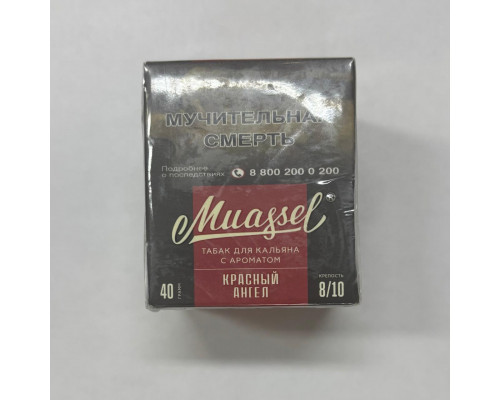 МУЧИТЕЛЬНАЯ
СМЕРТЬ
Подробнее
о последствиях 8 800 200 0 200
Muassel
ТАБАК ДЛЯ КАЛЬЯНА
С АРОМАТОМ
КРАСНЫЙ
АНГЕЛ
40 ГРАММ
КРЕПОСТЬ
8/10